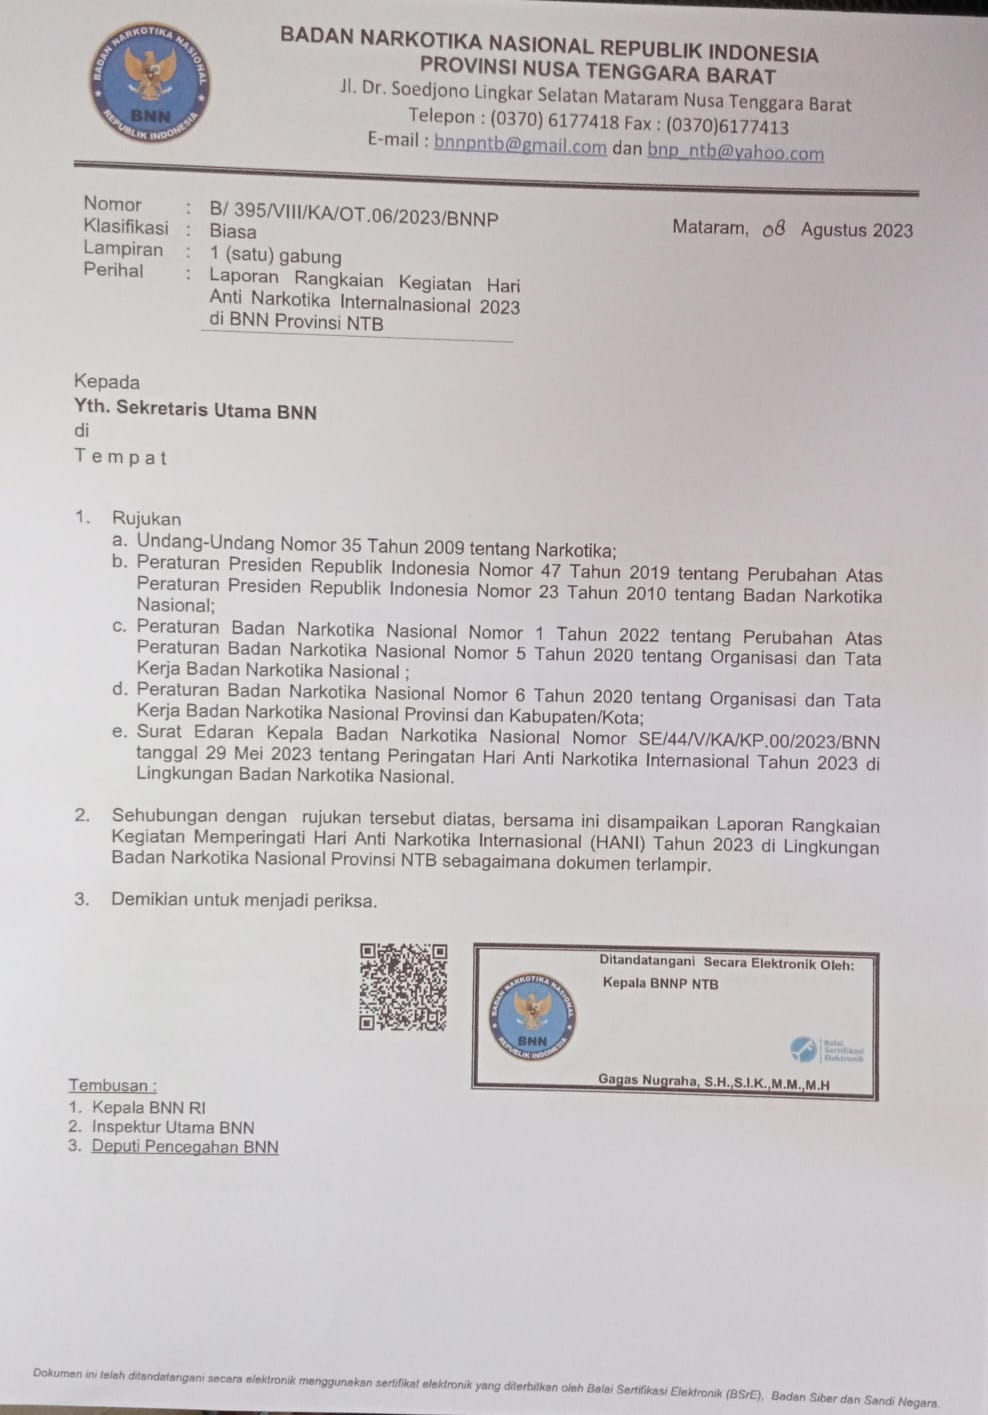 BADAN NARKOTIKA NASIONAL
REPUBLIK INDONESIA
BNN
BADAN NARKOTIKA NASIONAL REPUBLIK INDONESIA
PROVINSI NUSA TENGGARA BARAT
Jl. Dr. Soedjono Lingkar Selatan Mataram Nusa Tenggara Barat
Telepon : (0370) 6177418 Fax : (0370)6177413
E-mail : bnnpntb@gmail.com dan bnp_ntb@yahoo.com
Nomor : B/ 395/VIII/KA/OT.06/2023/BNNP
Mataram, 08 Agustus 2023
Klasifikasi : Biasa
Lampiran : 1 (satu) gabung
Perihal : Laporan Rangkaian Kegiatan Hari
Anti Narkotika Internalnasional 2023
di BNN Provinsi NTB
Kepada
Yth. Sekretaris Utama BNN
di
T e m p a t
1. Rujukan
a. Undang-Undang Nomor 35 Tahun 2009 tentang Narkotika;
b. Peraturan Presiden Republik Indonesia Nomor 47 Tahun 2019 tentang Perubahan Atas
Peraturan Presiden Republik Indonesia Nomor 23 Tahun 2010 tentang Badan Narkotika
Nasional;
c. Peraturan Badan Narkotika Nasional Nomor 1 Tahun 2022 tentang Perubahan Atas
Peraturan Badan Narkotika Nasional Nomor 5 Tahun 2020 tentang Organisasi dan Tata
Kerja Badan Narkotika Nasional ;
d. Peraturan Badan Narkotika Nasional Nomor 6 Tahun 2020 tentang Organisasi dan Tata
Kerja Badan Narkotika Nasional Provinsi dan Kabupaten/Kota;
e. Surat Edaran Kepala Badan Narkotika Nasional Nomor SE/44/V/KA/KP.00/2023/BNN
tanggal 29 Mei 2023 tentang Peringatan Hari Anti Narkotika Internasional Tahun 2023 di
Lingkungan Badan Narkotika Nasional.
2. Sehubungan dengan rujukan tersebut diatas, bersama ini disampaikan Laporan Rangkaian
Kegiatan Memperingati Hari Anti Narkotika Internasional (HANI) Tahun 2023 di Lingkungan
Badan Narkotika Nasional Provinsi NTB sebagaimana dokumen terlampir.
3. Demikian untuk menjadi periksa.
Ditandatangani Secara Elektronik Oleh:
Kepala BNNP NTB
BADAN NARKOTIKA NASIONAL
REPUBLIK INDONESIA
BNN
Balai
Sertifikasi
Elektronik
Gagas Nugraha, S.H.,S.I.K.,M.M.,M.H
Tembusan :
1. Kepala BNN RI
2. Inspektur Utama BNN
3. Deputi Pencegahan BNN
Dokumen ini telah ditandatangani secara elektronik menggunakan sertifikat elektronik yang diterbitkan oleh Balai Sertifikasi Elektronik (BSrE), Badan Siber dan Sandi Negara.